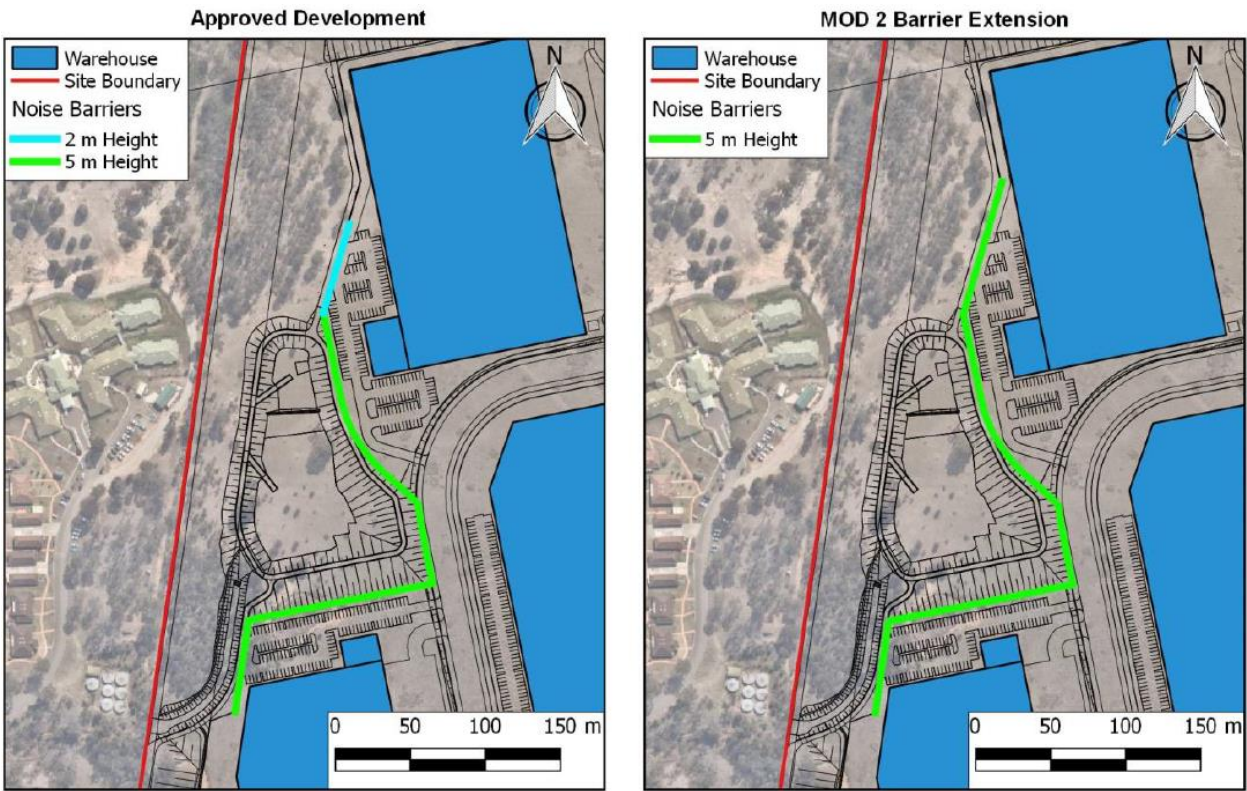 Approved Development
Warehouse
Site Boundary
Noise Barriers
2 m Height
5 m Height
N
0 50 100 150 m
MOD 2 Barrier Extension
Warehouse
Site Boundary
Noise Barriers
5 m Height
N
0 50 100 150 m